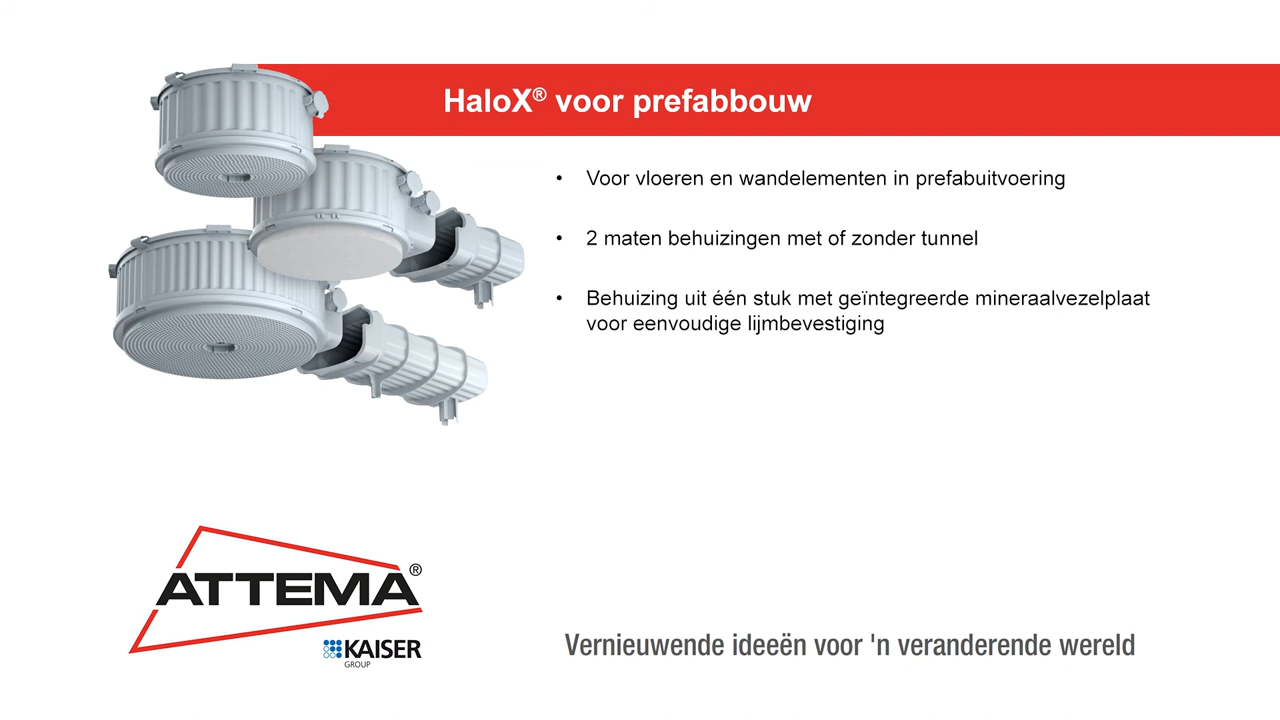 HaloX® voor prefabbouw
• Voor vloeren en wandelementen in prefabuitvoering
• 2 maten behuizingen met of zonder tunnel
• Behuizing uit één stuk met geïntegreerde mineraalvezelplaat
voor eenvoudige lijmbevestiging
ATTEMA®
KAISER
GROUP
Vernieuwende ideeën voor 'n veranderende wereld